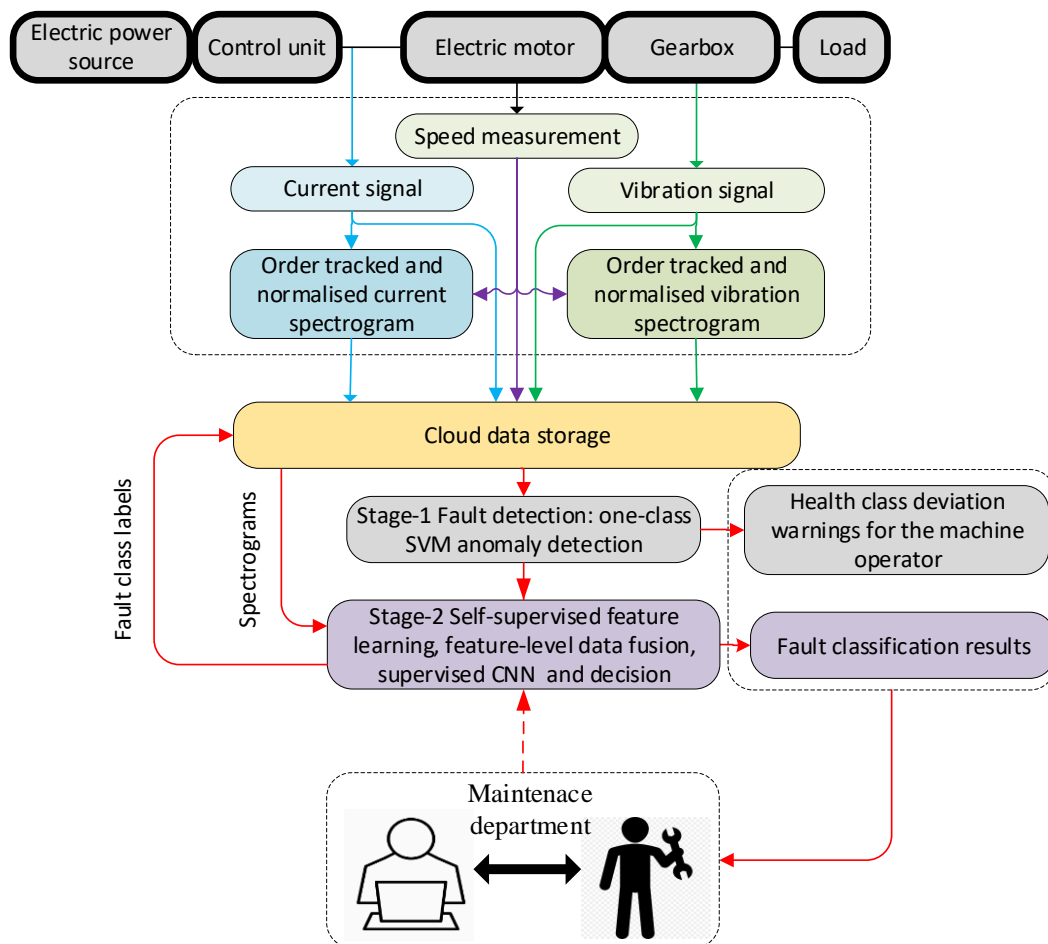 Electric power
source
Control unit
Electric motor
Gearbox
Load
Speed measurement
Current signal
Vibration signal
Order tracked and
normalised current
spectrogram
Order tracked and
normalised vibration
spectrogram
Cloud data storage
Fault class labels
Spectrograms
Stage-1 Fault detection: one-class
SVM anomaly detection
Health class deviation
warnings for the machine
operator
Stage-2 Self-supervised feature
learning, feature-level data fusion,
supervised CNN and decision
Fault classification results
Maintenace
department